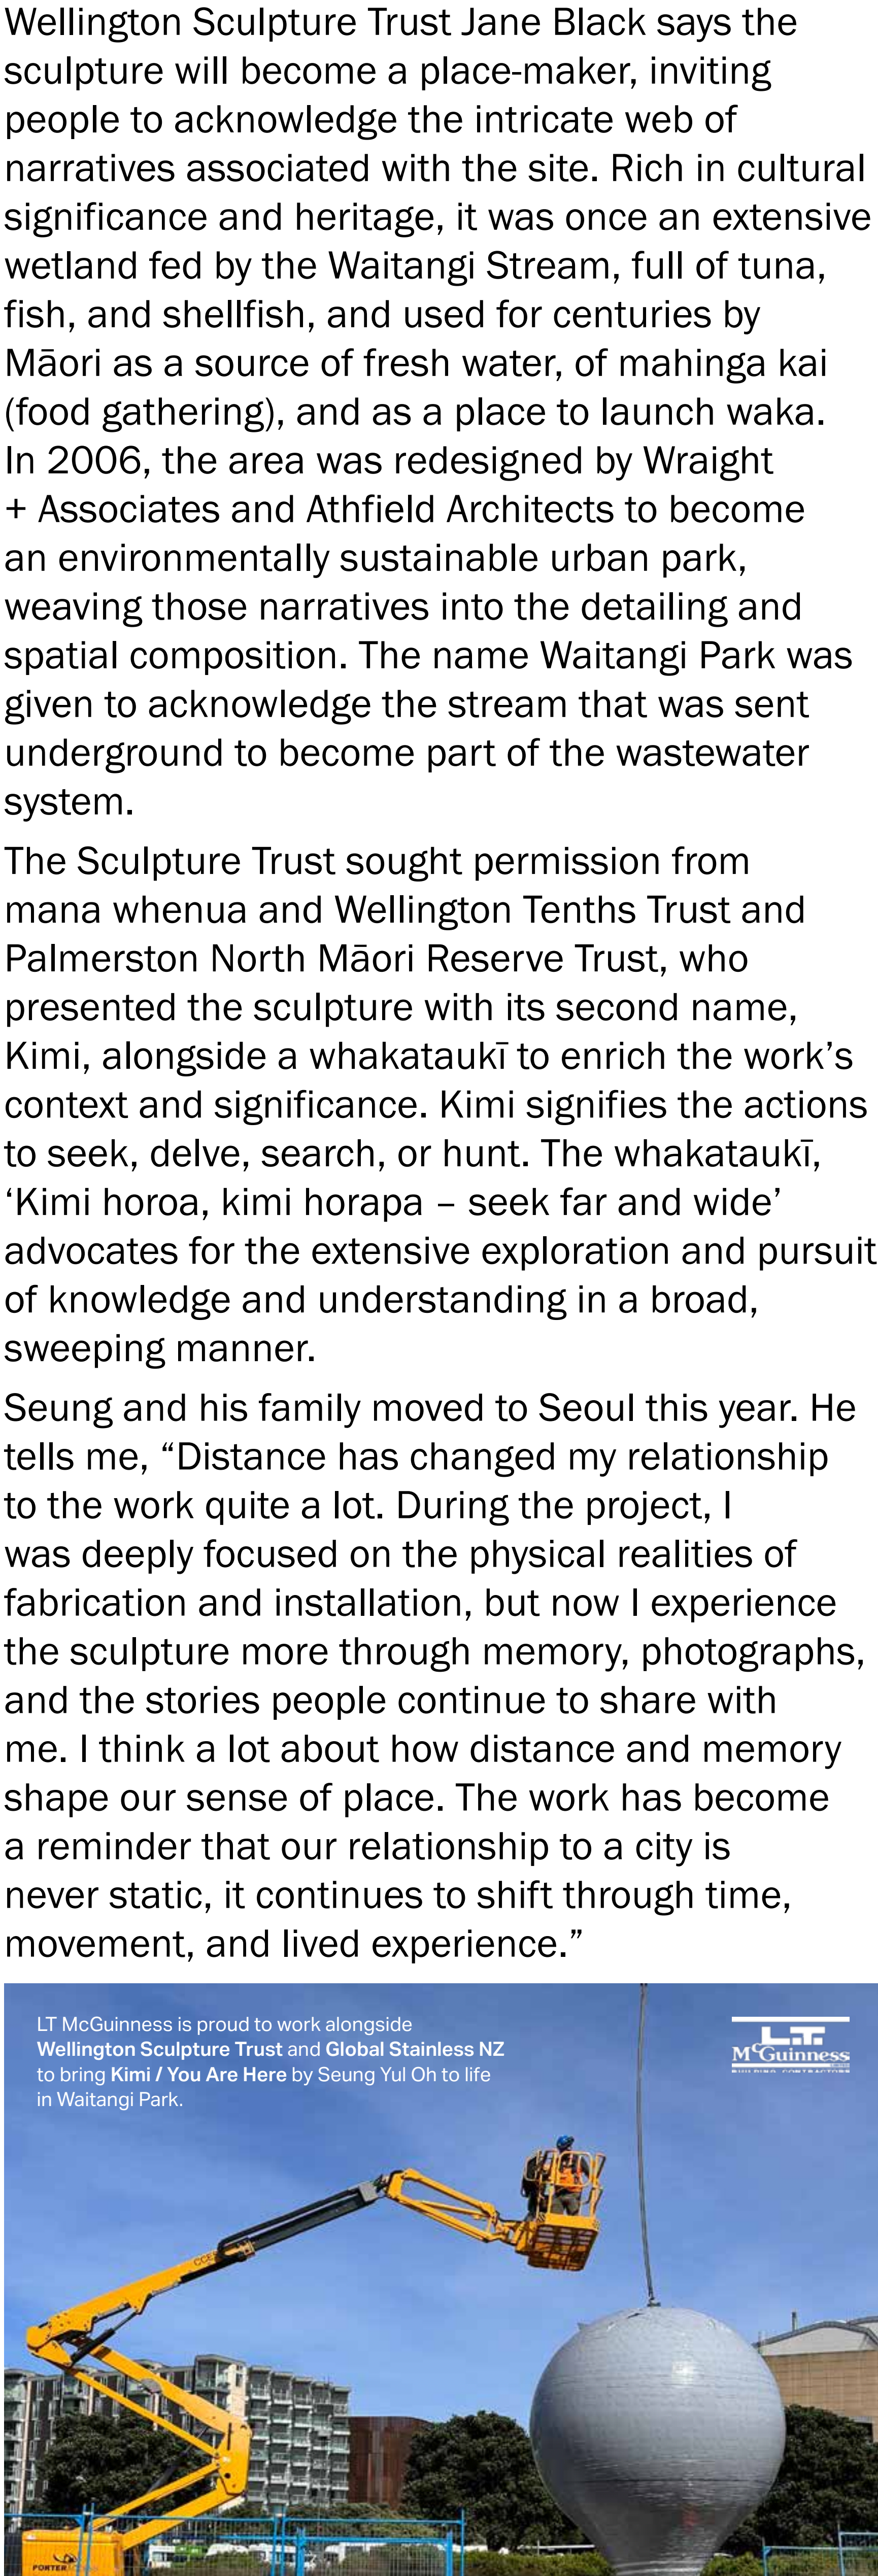 Wellington Sculpture Trust Jane Black says the
sculpture will become a place-maker, inviting
people to acknowledge the intricate web of
narratives associated with the site. Rich in cultural
significance and heritage, it was once an extensive
wetland fed by the Waitangi Stream, full of tuna,
fish, and shellfish, and used for centuries by
Māori as a source of fresh water, of mahinga kai
(food gathering), and as a place to launch waka.
In 2006, the area was redesigned by Wraight
+ Associates and Athfield Architects to become
an environmentally sustainable urban park,
weaving those narratives into the detailing and
spatial composition. The name Waitangi Park was
given to acknowledge the stream that was sent
underground to become part of the wastewater
system.
The Sculpture Trust sought permission from
mana whenua and Wellington Tenths Trust and
Palmerston North Māori Reserve Trust, who
presented the sculpture with its second name,
Kimi, alongside a whakataukī to enrich the work’s
context and significance. Kimi signifies the actions
to seek, delve, search, or hunt. The whakataukī,
‘Kimi horoa, kimi horapa – seek far and wide’
advocates for the extensive exploration and pursuit
of knowledge and understanding in a broad,
sweeping manner.
Seung and his family moved to Seoul this year. He
tells me, “Distance has changed my relationship
to the work quite a lot. During the project, I
was deeply focused on the physical realities of
fabrication and installation, but now I experience
the sculpture more through memory, photographs,
and the stories people continue to share with
me. I think a lot about how distance and memory
shape our sense of place. The work has become
a reminder that our relationship to a city is
never static, it continues to shift through time,
movement, and lived experience.”
LT McGuinness is proud to work alongside
Wellington Sculpture Trust and Global Stainless NZ
to bring Kimi / You Are Here by Seung Yul Oh to life
in Waitangi Park.
L.T.
McGuinness
BUILDING CONTRACTORS
PORTER